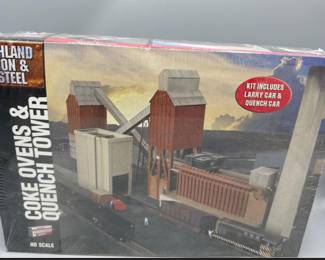 HLAND
ON &
STEEL
COKE OVENS &
QUENCH TOWER
HO SCALE
KIT INCLUDES
LARRY CAR &
QUENCH CAR